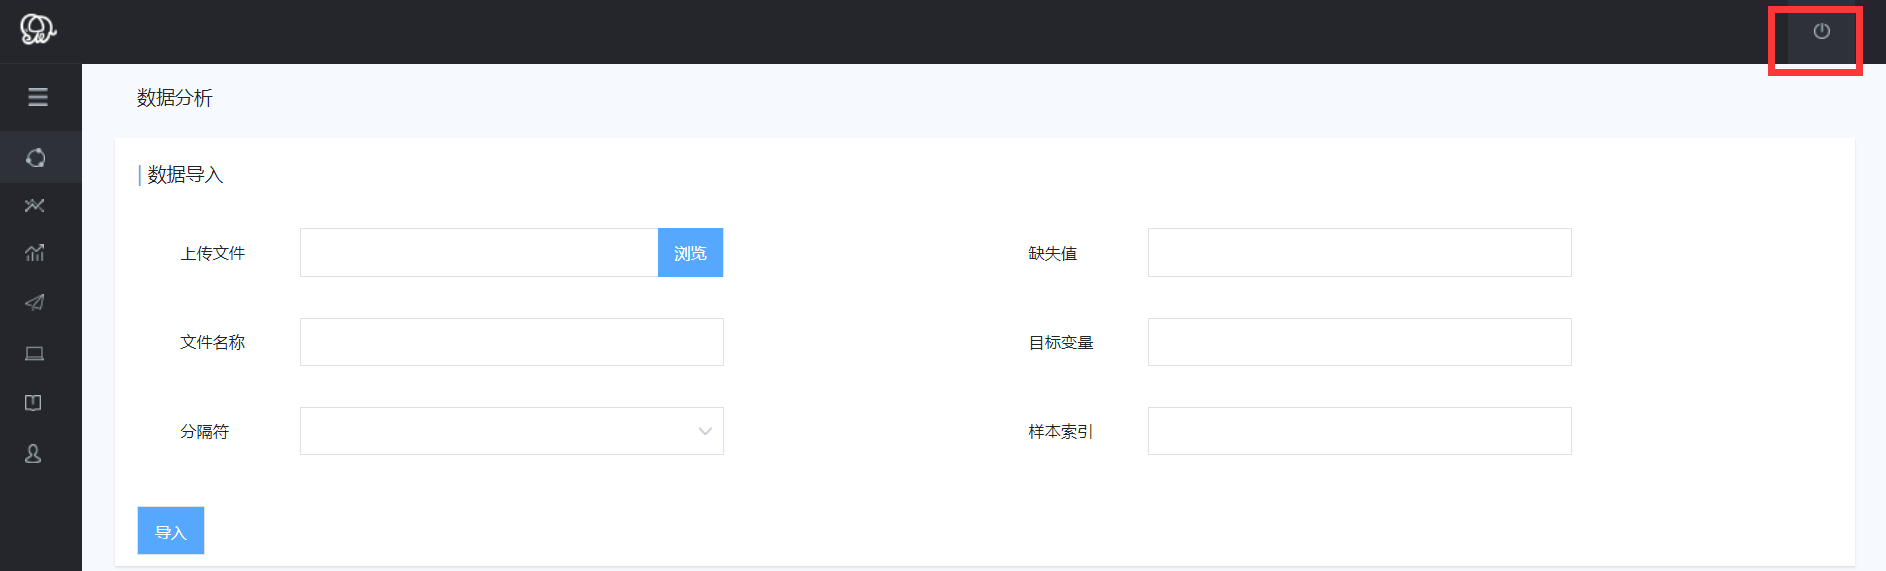 数据分析
数据导入
上传文件
浏览
缺失值
文件名称
目标变量
分隔符
样本索引
导入